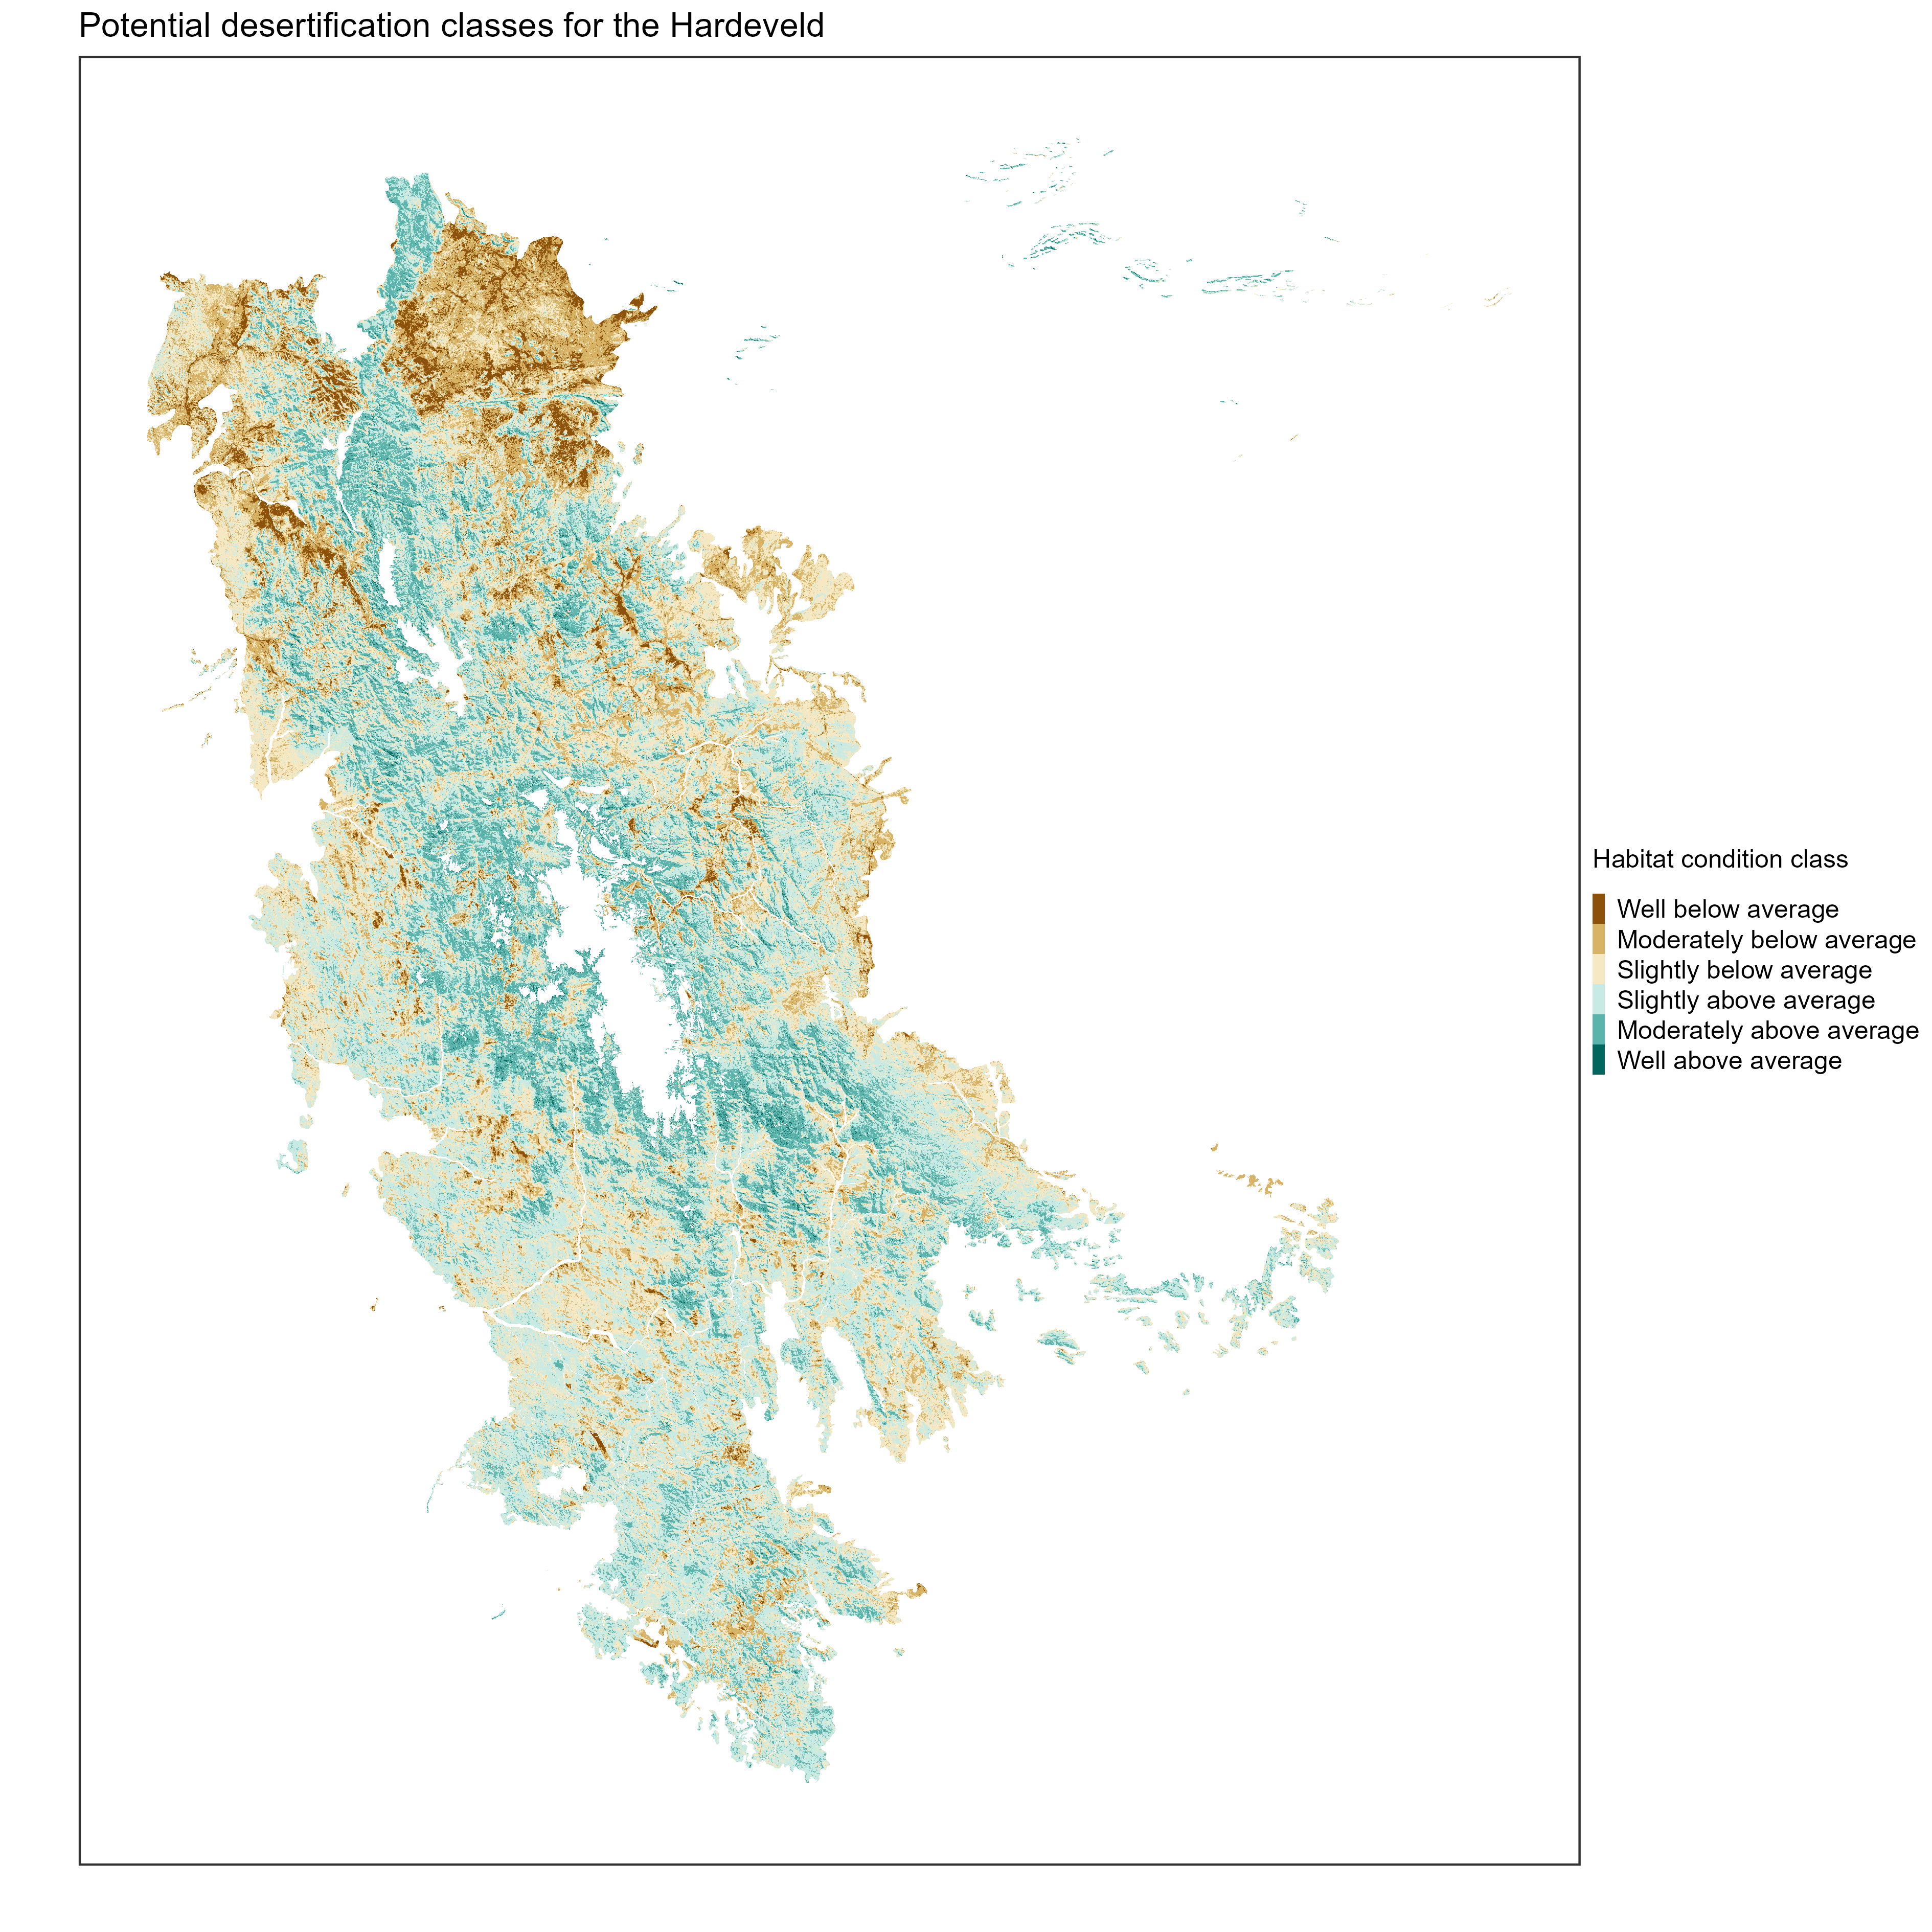 Potential desertification classes for the Hardeveld
Habitat condition class
Well below average
Moderately below average
Slightly below average
Slightly above average
Moderately above average
Well above average